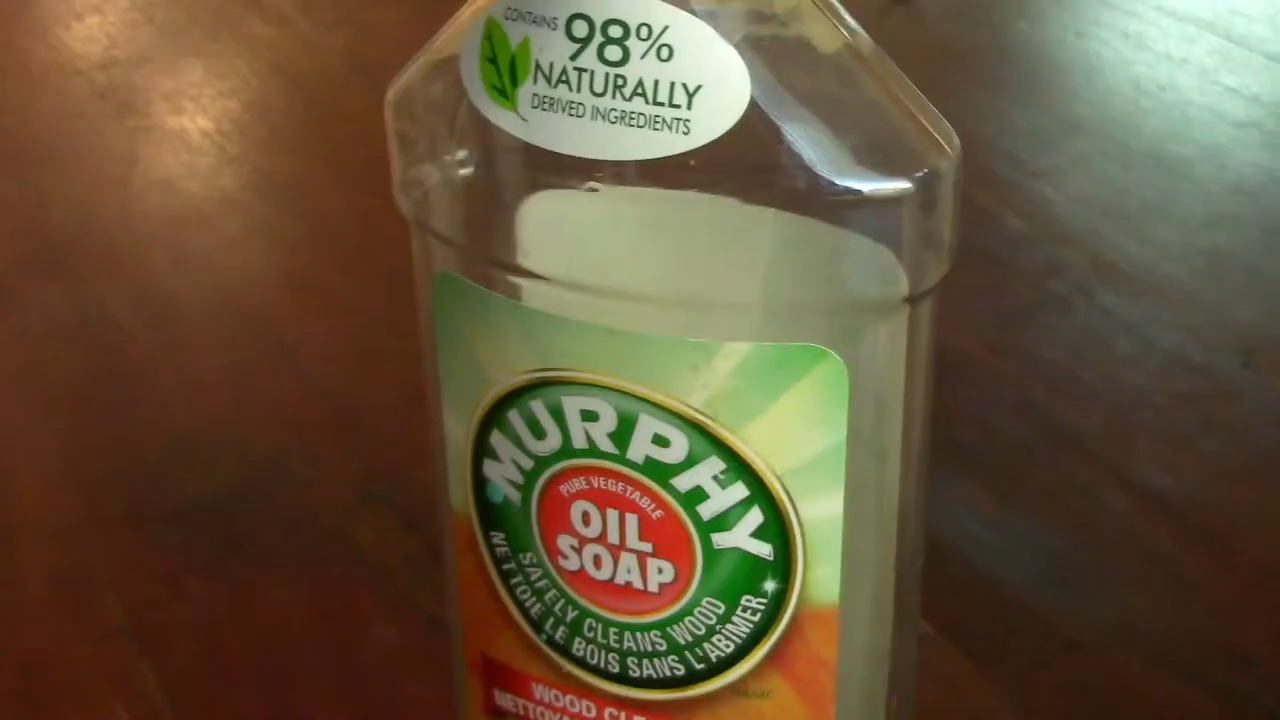 CONTAINS
98%
NATURALLY
DERIVED INGREDIENTS
MURPHY
PURE VEGETABLE
OIL
SOAP
SAFELY CLEANS WOOD
NETTOIE LE BOIS SANS L'ABÎMER
WOOD